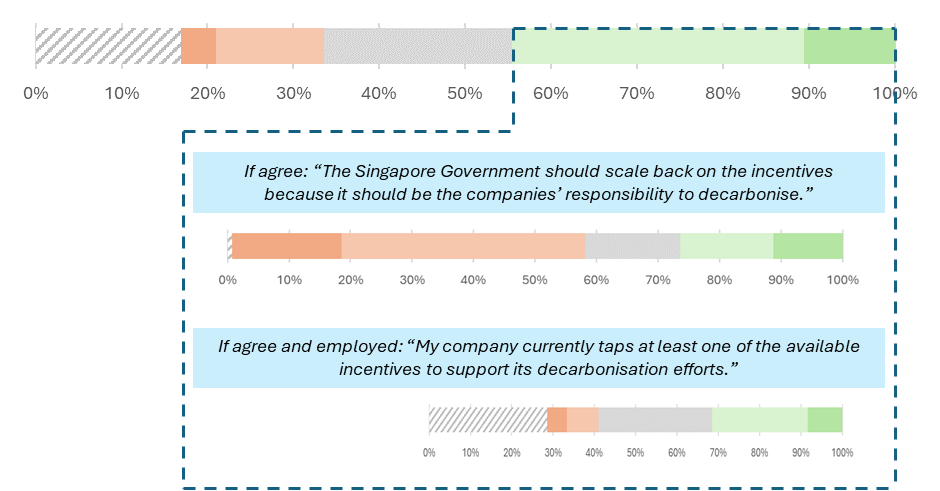 0% 10% 20% 30% 40% 50% 60% 70% 80% 90% 100%
If agree: “The Singapore Government should scale back on the incentives
because it should be the companies’ responsibility to decarbonise.”
0% 10% 20% 30% 40% 50% 60% 70% 80% 90% 100%
If agree and employed: “My company currently taps at least one of the available
incentives to support its decarbonisation efforts.”
0% 10% 20% 30% 40% 50% 60% 70% 80% 90% 100%